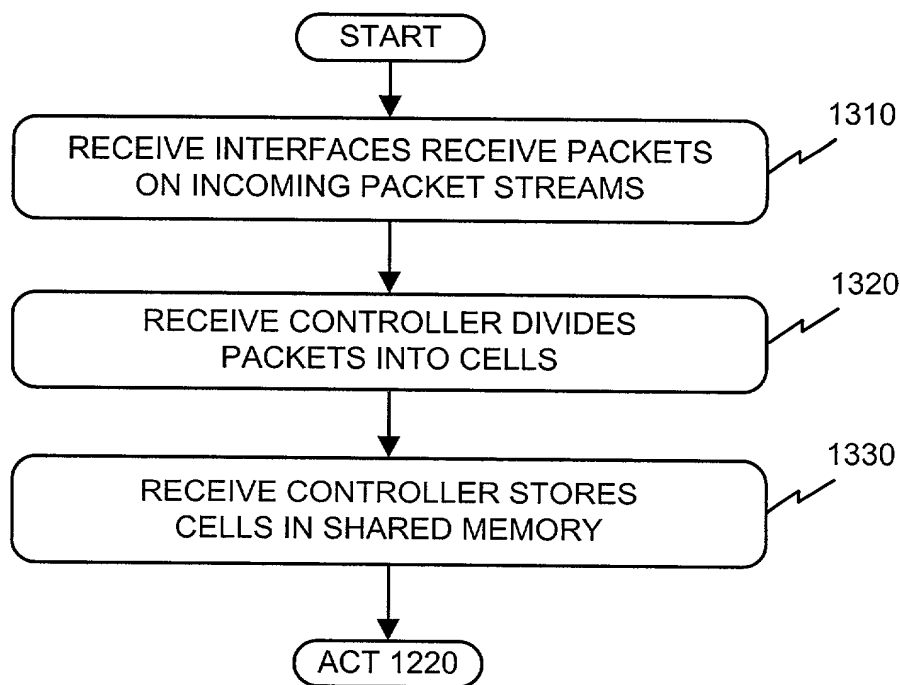 START
1310
RECEIVE INTERFACES RECEIVE PACKETS
ON INCOMING PACKET STREAMS
1320
RECEIVE CONTROLLER DIVIDES
PACKETS INTO CELLS
1330
RECEIVE CONTROLLER STORES
CELLS IN SHARED MEMORY
ACT 1220